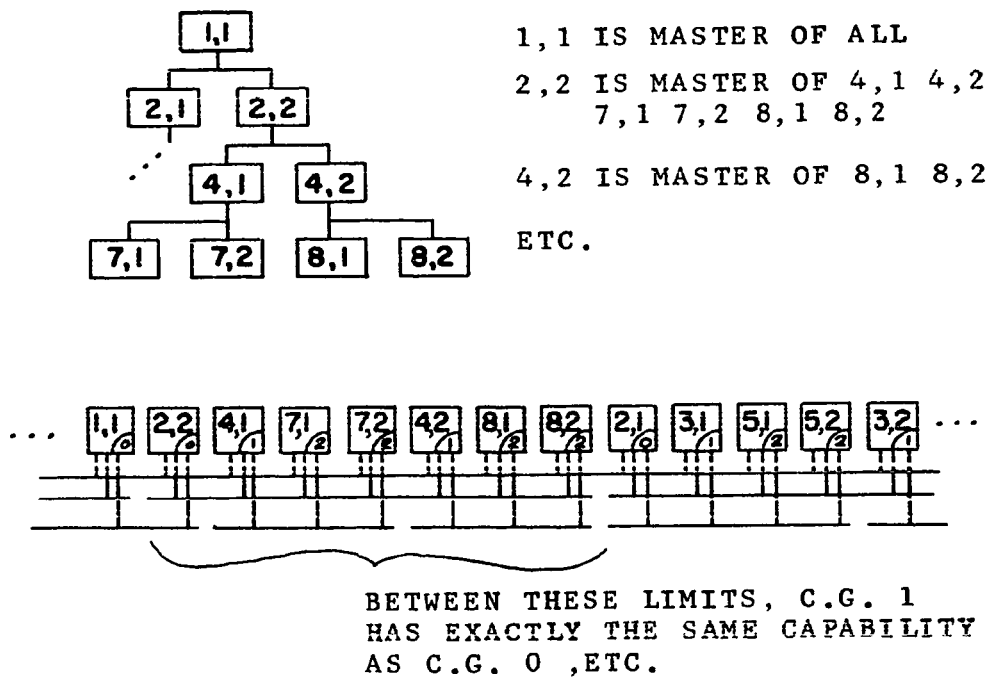 1,1
1,1 IS MASTER OF ALL
2,1 2,2
2,2 IS MASTER OF 4,1 4,2
7,1 7,2 8,1 8,2
4,1 4,2
4,2 IS MASTER OF 8,1 8,2
7,1 7,2 8,1 8,2
ETC.
... 1,1 2,2 4,1 7,1 7,2 4,2 8,1 8,2 2,1 3,1 5,1 5,2 3,2 ...
0 0 1 2 2 1 2 2 0 1 2 2 1
BETWEEN THESE LIMITS, C.G. 1
HAS EXACTLY THE SAME CAPABILITY
AS C.G. 0 ,ETC.